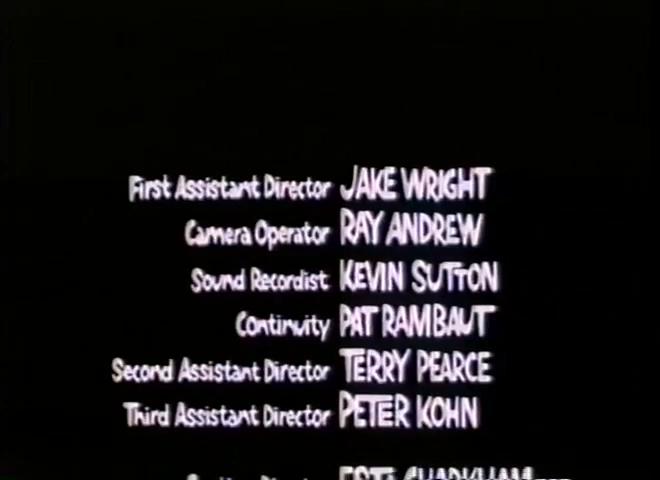 First Assistant Director JAKE WRIGHT
Camera Operator RAY ANDREW
Sound Recordist KEVIN SUTTON
Continuity PAT RAMBAUT
Second Assistant Director TERRY PEARCE
Third Assistant Director PETER KOHN
Director